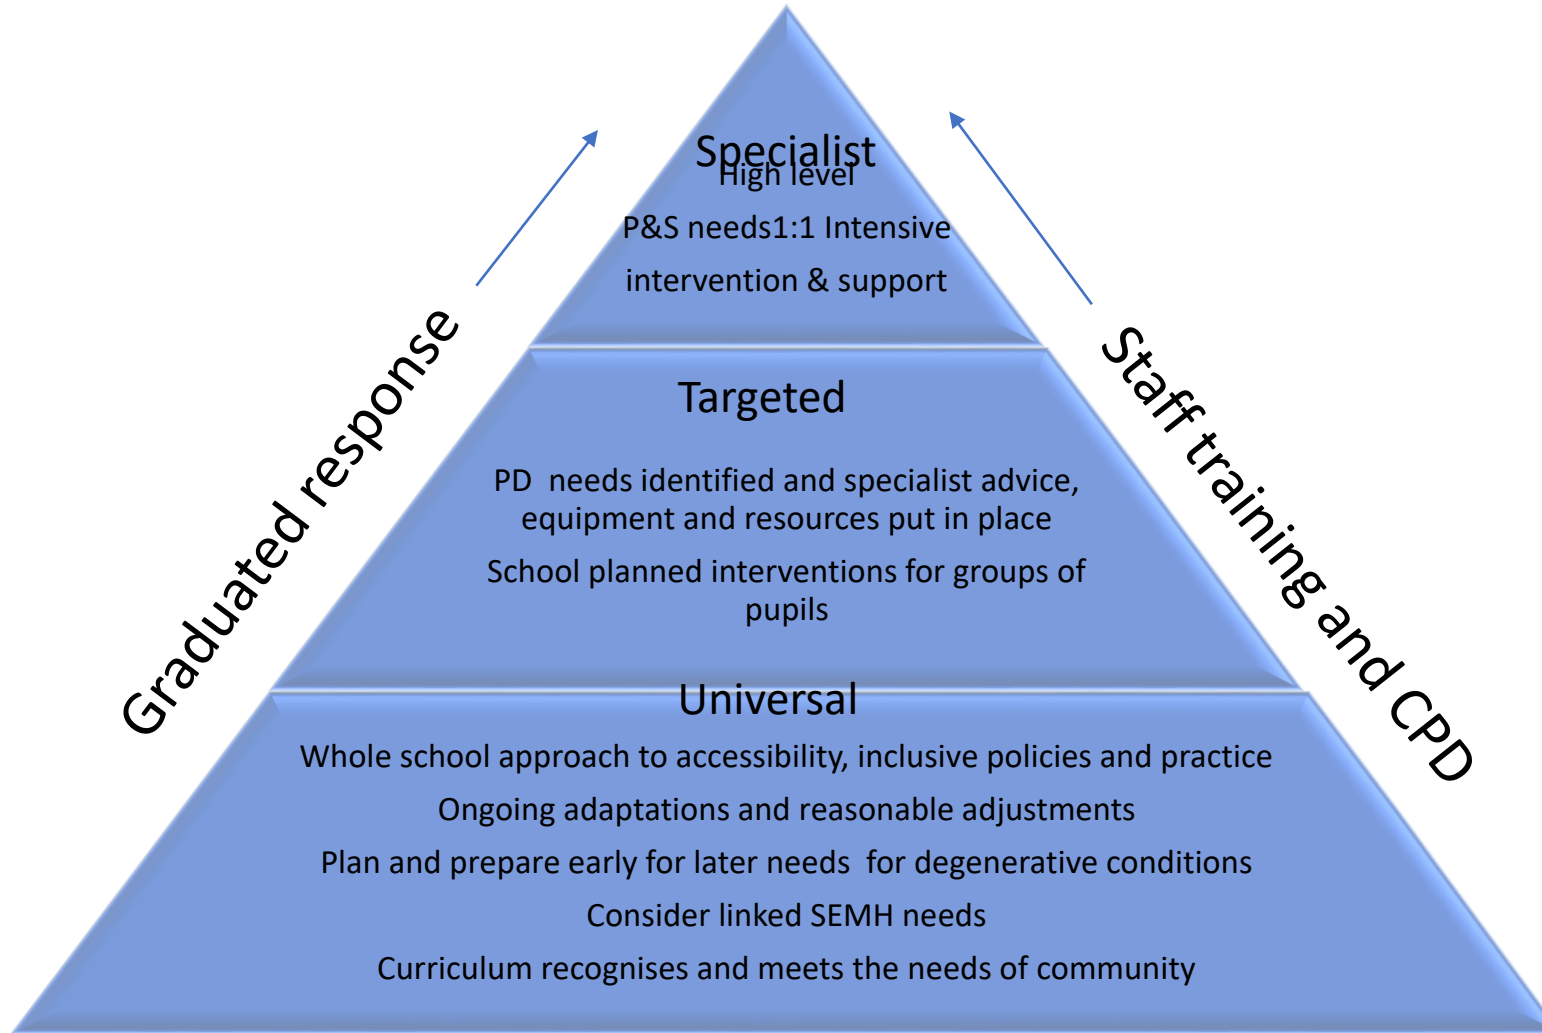 Specialist
High level
P&S needs1:1 Intensive
intervention & support
Graduated response
Staff training and CPD
Targeted
PD  needs identified and specialist advice,
equipment and resources put in place
School planned interventions for groups of
pupils
Universal
Whole school approach to accessibility, inclusive policies and practice
Ongoing adaptations and reasonable adjustments
Plan and prepare early for later needs  for degenerative conditions
Consider linked SEMH needs
Curriculum recognises and meets the needs of community